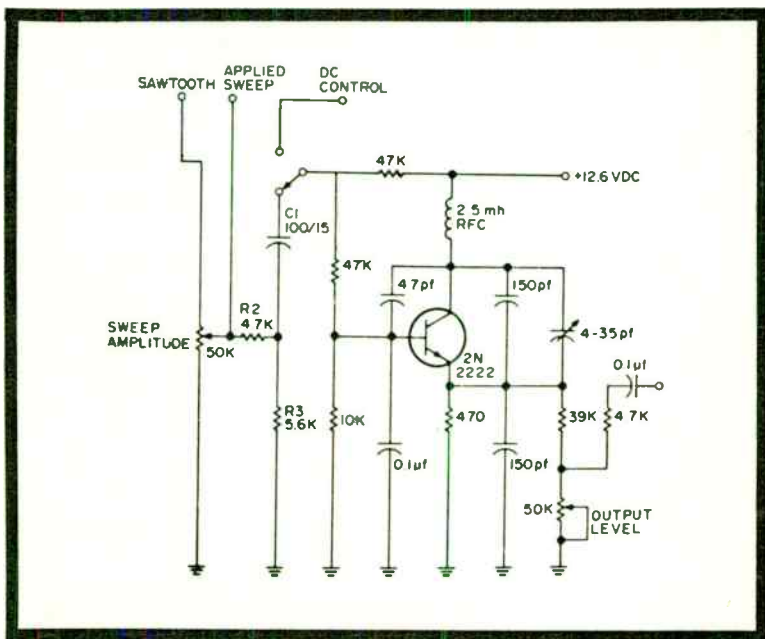 SAWTOOTH
APPLIED
SWEEP
DC
CONTROL
47K
+12.6 VDC
2.5 mh
RFC
C1
100/15
47K
47pf
150pf
4-35pf
R2
4.7K
SWEEP
AMPLITUDE
50K
2N
2222
0.1µf
R3
5.6K
10K
470
39K
4.7K
0.1µf
150pf
50K
OUTPUT
LEVEL